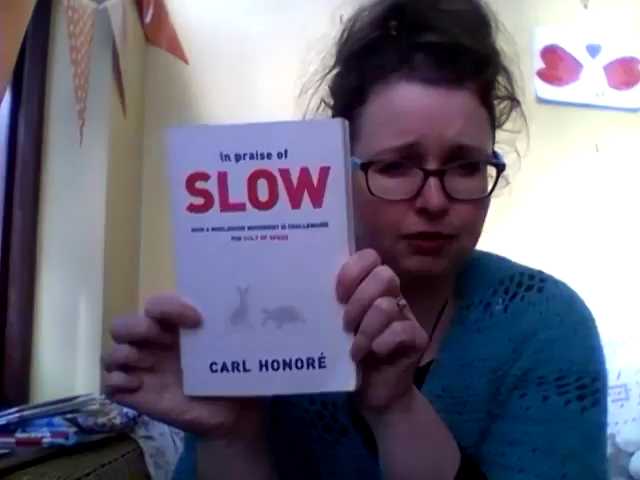 in praise of
SLOW
HOW A WORLDWIDE MOVEMENT IS CHALLENGING
THE CULT OF SPEED
CARL HONORÉ